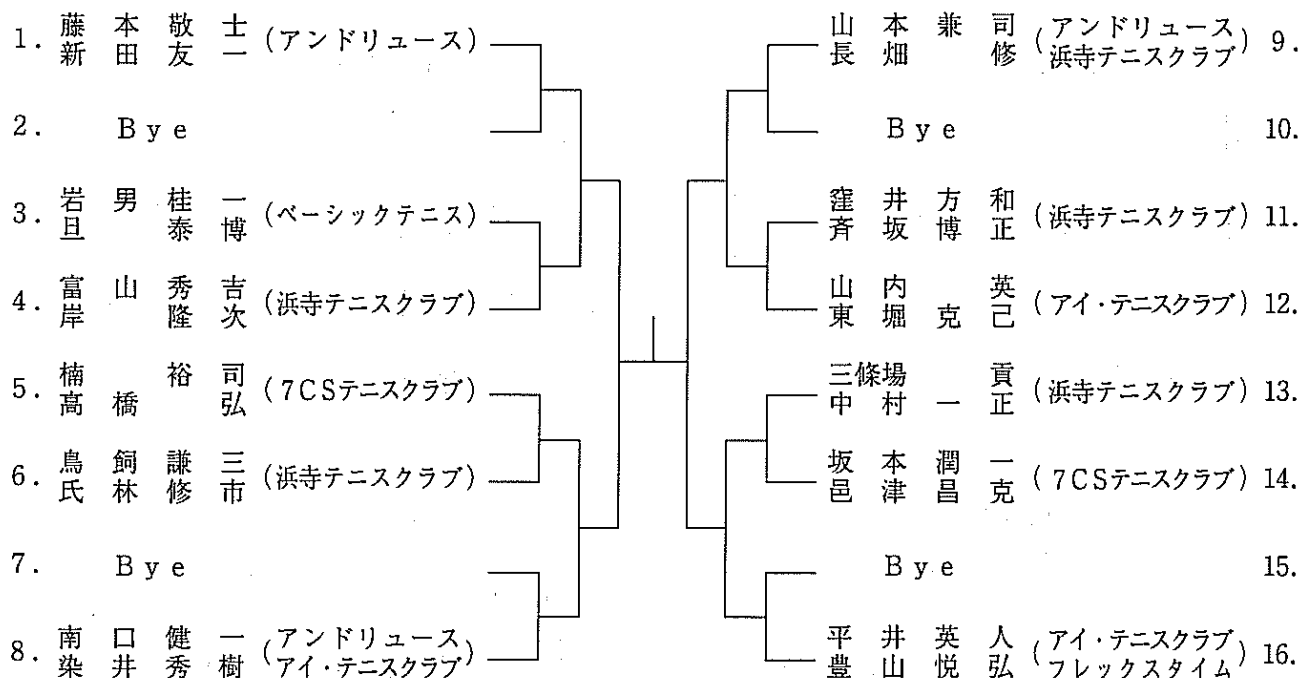 1. 藤本敬士 (アンドリュース)
新田友一
2. Bye
3. 岩男桂一 (ベーシックテニス)
旦泰博
4. 富山秀吉 (浜寺テニスクラブ)
岸隆次
5. 楠裕司 (7CSテニスクラブ)
高橋弘
6. 鳥飼謙三 (浜寺テニスクラブ)
氏林修市
7. Bye
8. 南口健一 (アンドリュース
染井秀樹 アイ・テニスクラブ)
山本兼司 (アンドリュース 9.
長畑修 浜寺テニスクラブ)
Bye 10.
窪井方和 (浜寺テニスクラブ) 11.
斉坂博正
山内英 (アイ・テニスクラブ) 12.
東堀克己
三條場貢 (浜寺テニスクラブ) 13.
中村一正
坂本潤一 (7CSテニスクラブ) 14.
邑津昌克
Bye 15.
平井英人 (アイ・テニスクラブ 16.
豊山悦弘 フレックスタイム)